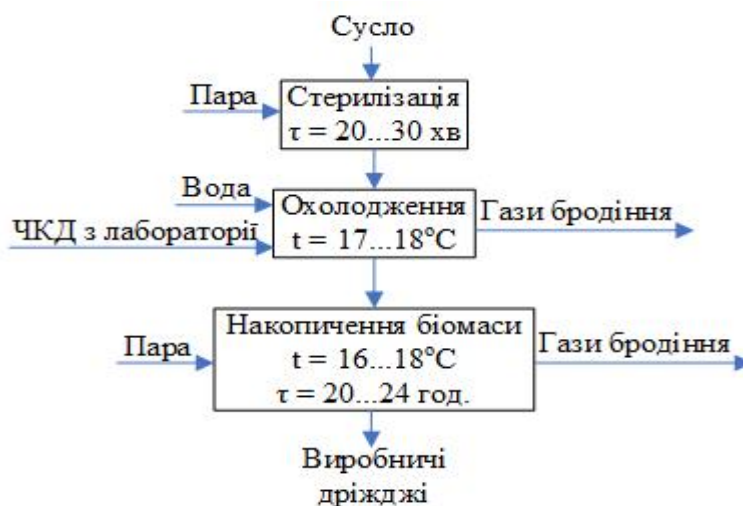 Сусло
Пара
Стерилізація
τ = 20...30 хв
Вода
ЧКД з лабораторії
Охолодження
t = 17...18°C
Гази бродіння
Пара
Накопичення біомаси
t = 16...18°C
τ = 20...24 год.
Гази бродіння
Виробничі
дріжджі